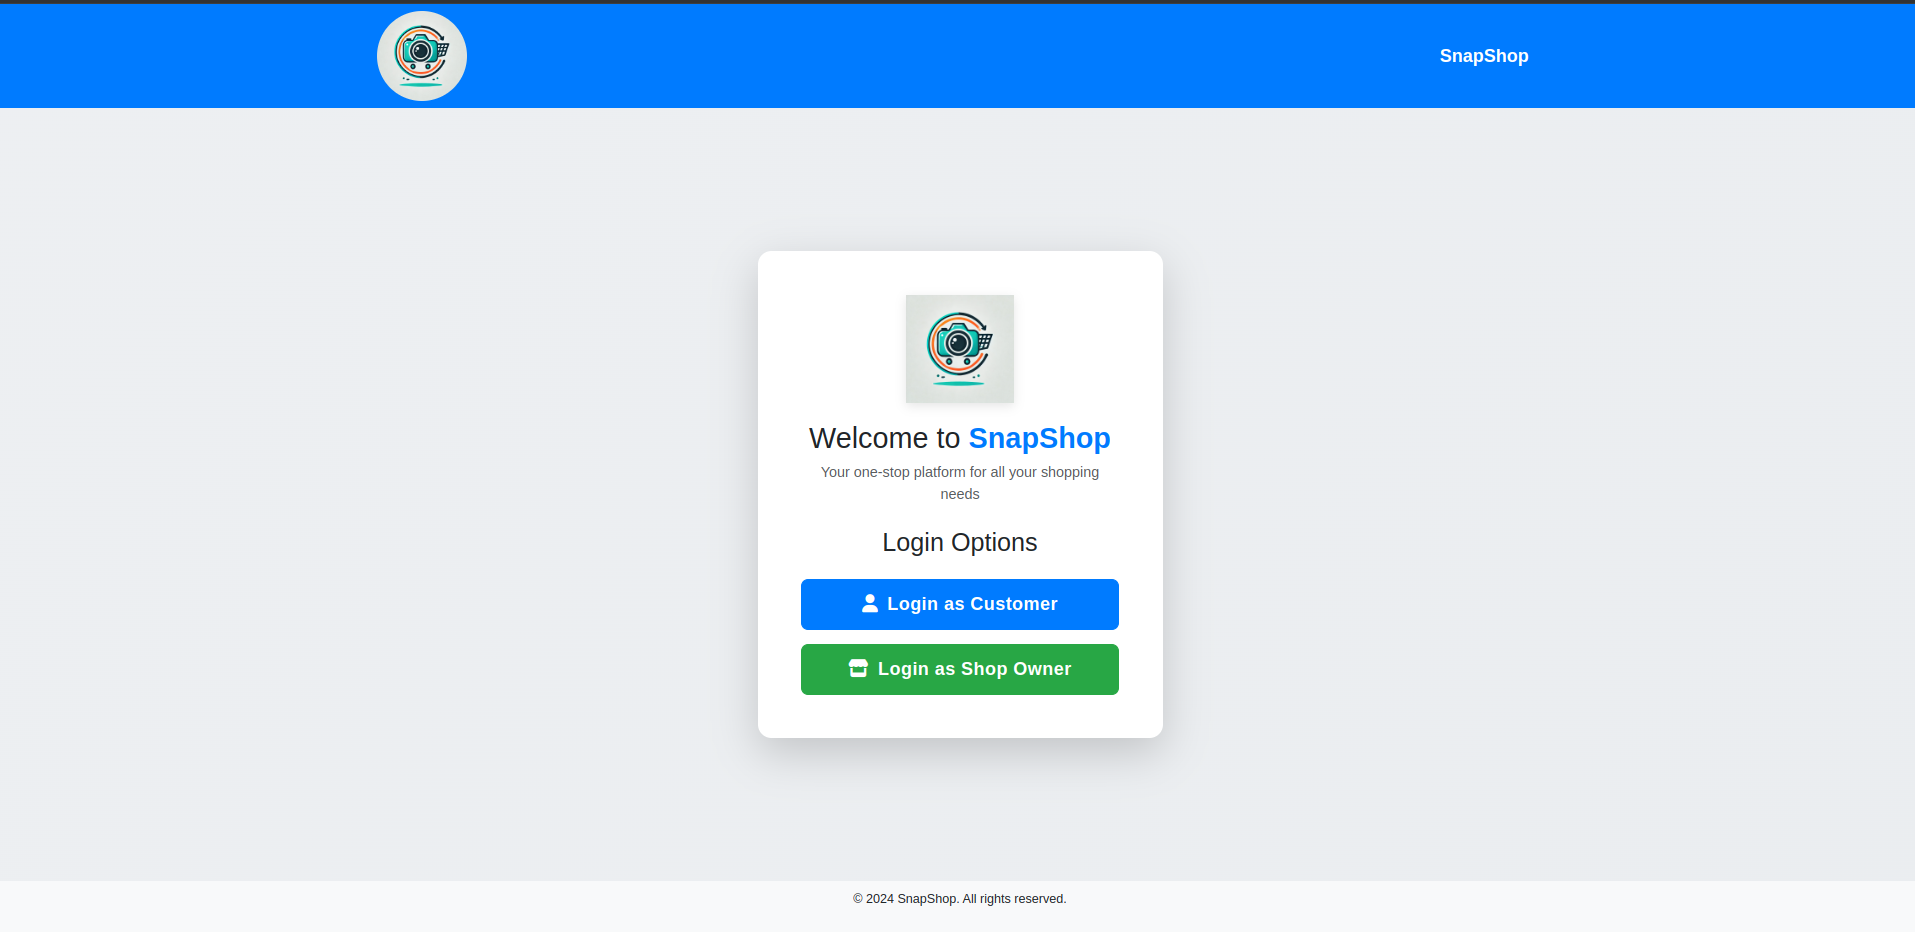 SnapShop
Welcome to SnapShop
Your one-stop platform for all your shopping
needs
Login Options
Login as Customer
Login as Shop Owner
© 2024 SnapShop. All rights reserved.